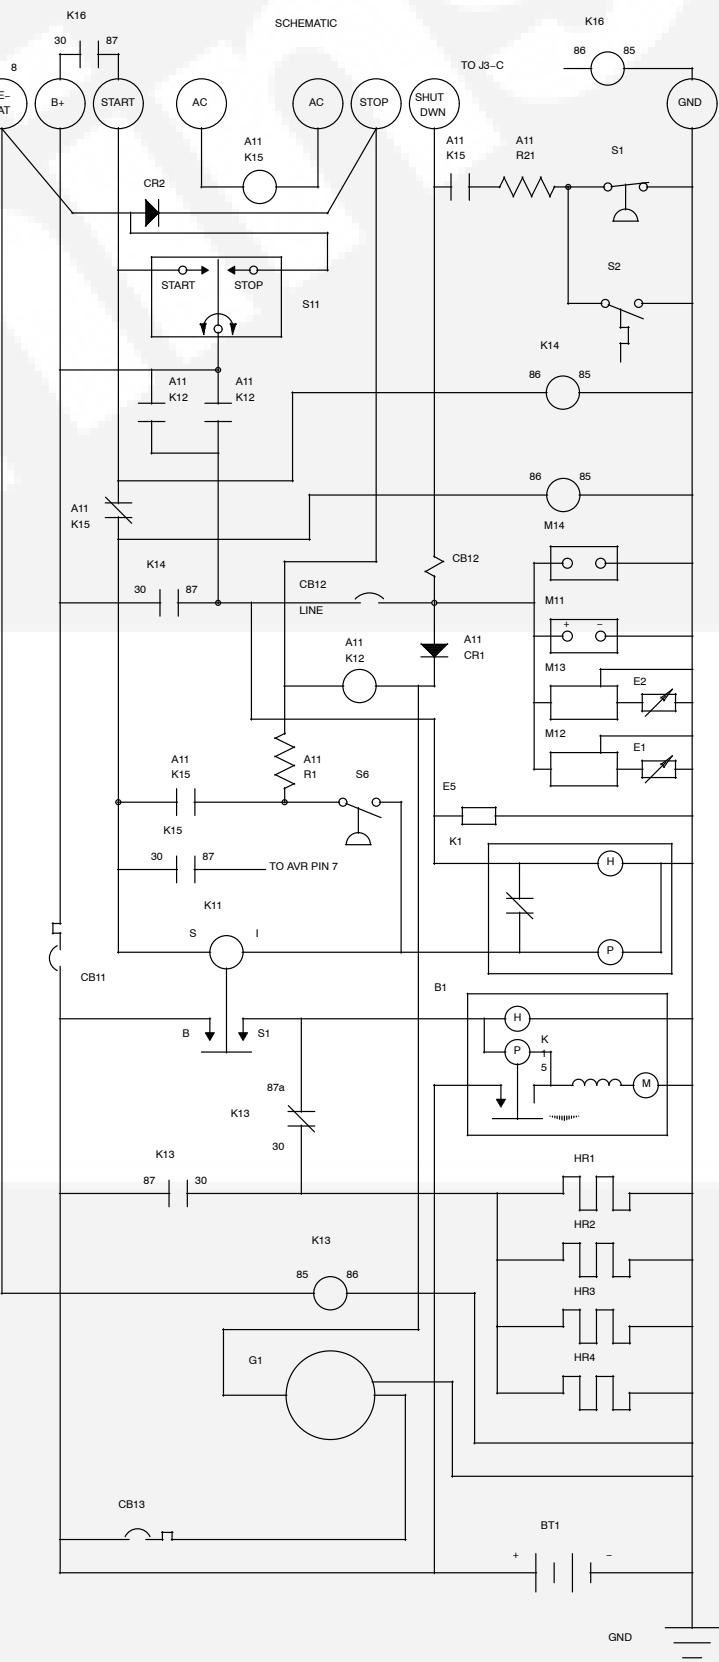 K16
SCHEMATIC
K16
30 87
86 85
TO J3-C
8
E-
AT
B+
START
AC
AC
STOP
SHUT
DWN
GND
A11
K15
A11
K15
A11
R21
S1
CR2
S2
START STOP
S11
K14
86 85
A11
K12
A11
K12
86 85
A11
K15
M14
CB12
K14
30 87
CB12
LINE
M11
+ -
A11
K12
A11
CR1
M13
E2
M12
E1
A11
K15
A11
R1
S6
E5
K15
30 87
TO AVR PIN 7
K1
H
K11
S I
P
CB11
B1
B S1
H
P
K
1
5
M
87a
K13
30
K13
87 30
HR1
HR2
K13
85 86
HR3
G1
HR4
CB13
BT1
+ -
GND